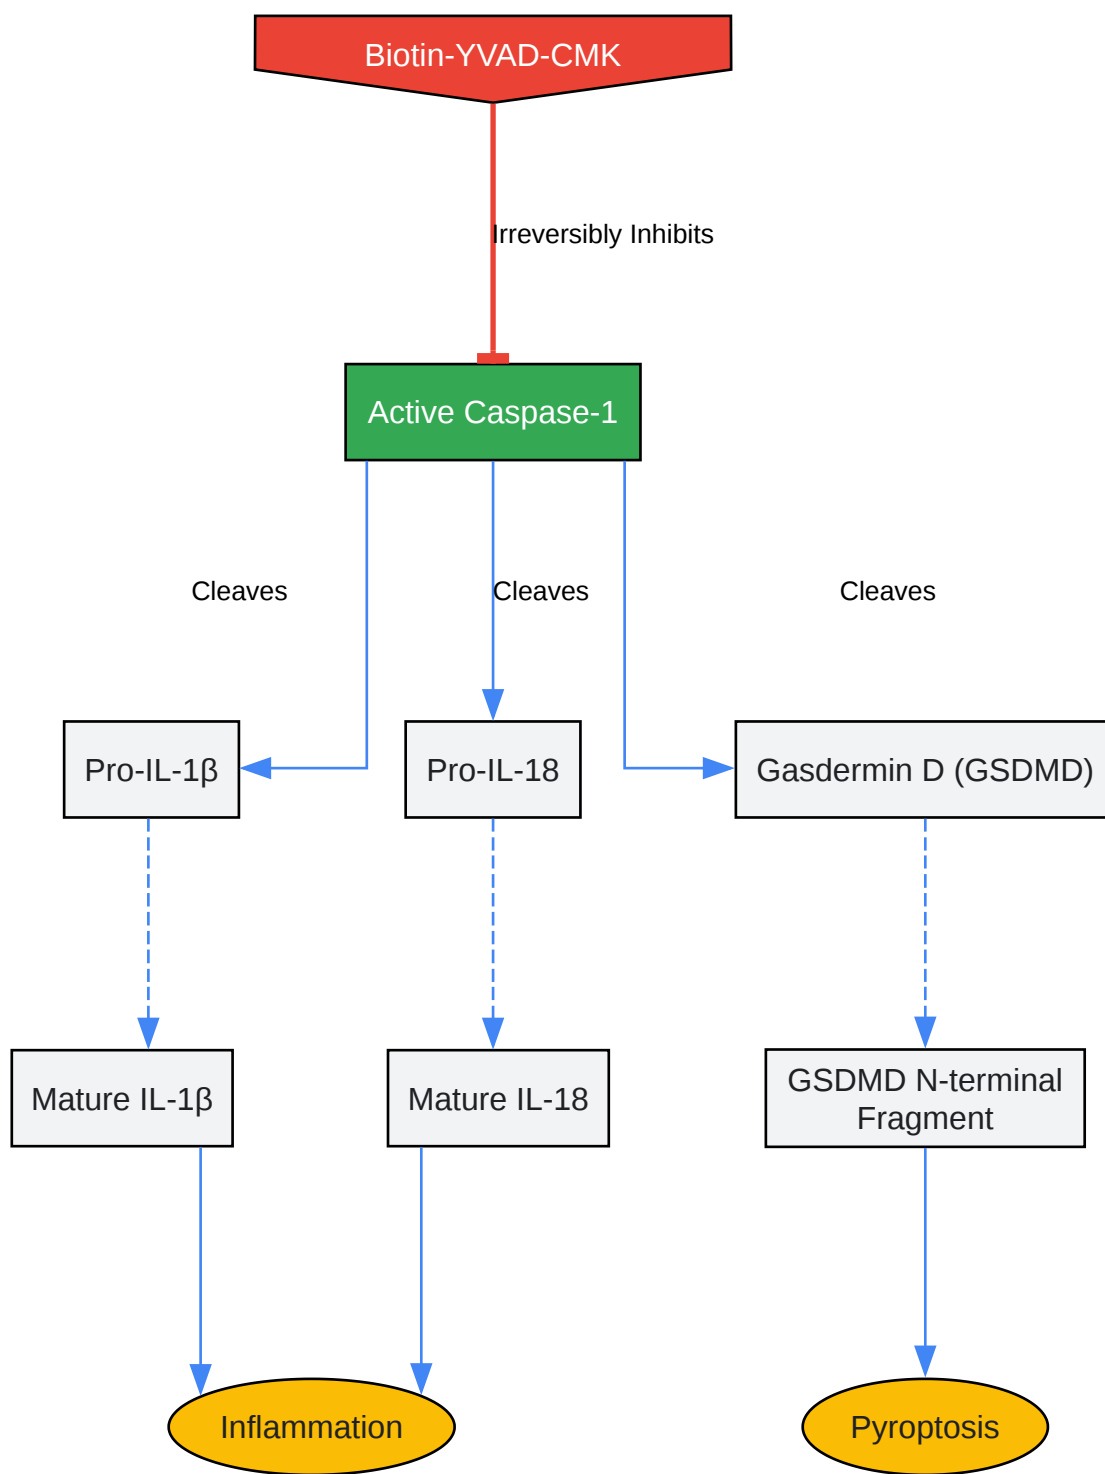 Biotin-YVAD-CMK
Irreversibly Inhibits
Active Caspase-1
Cleaves
Cleaves
Cleaves
Pro-IL-1β
Pro-IL-18
Gasdermin D (GSDMD)
Mature IL-1β
Mature IL-18
GSDMD N-terminal
Fragment
Inflammation
Pyroptosis